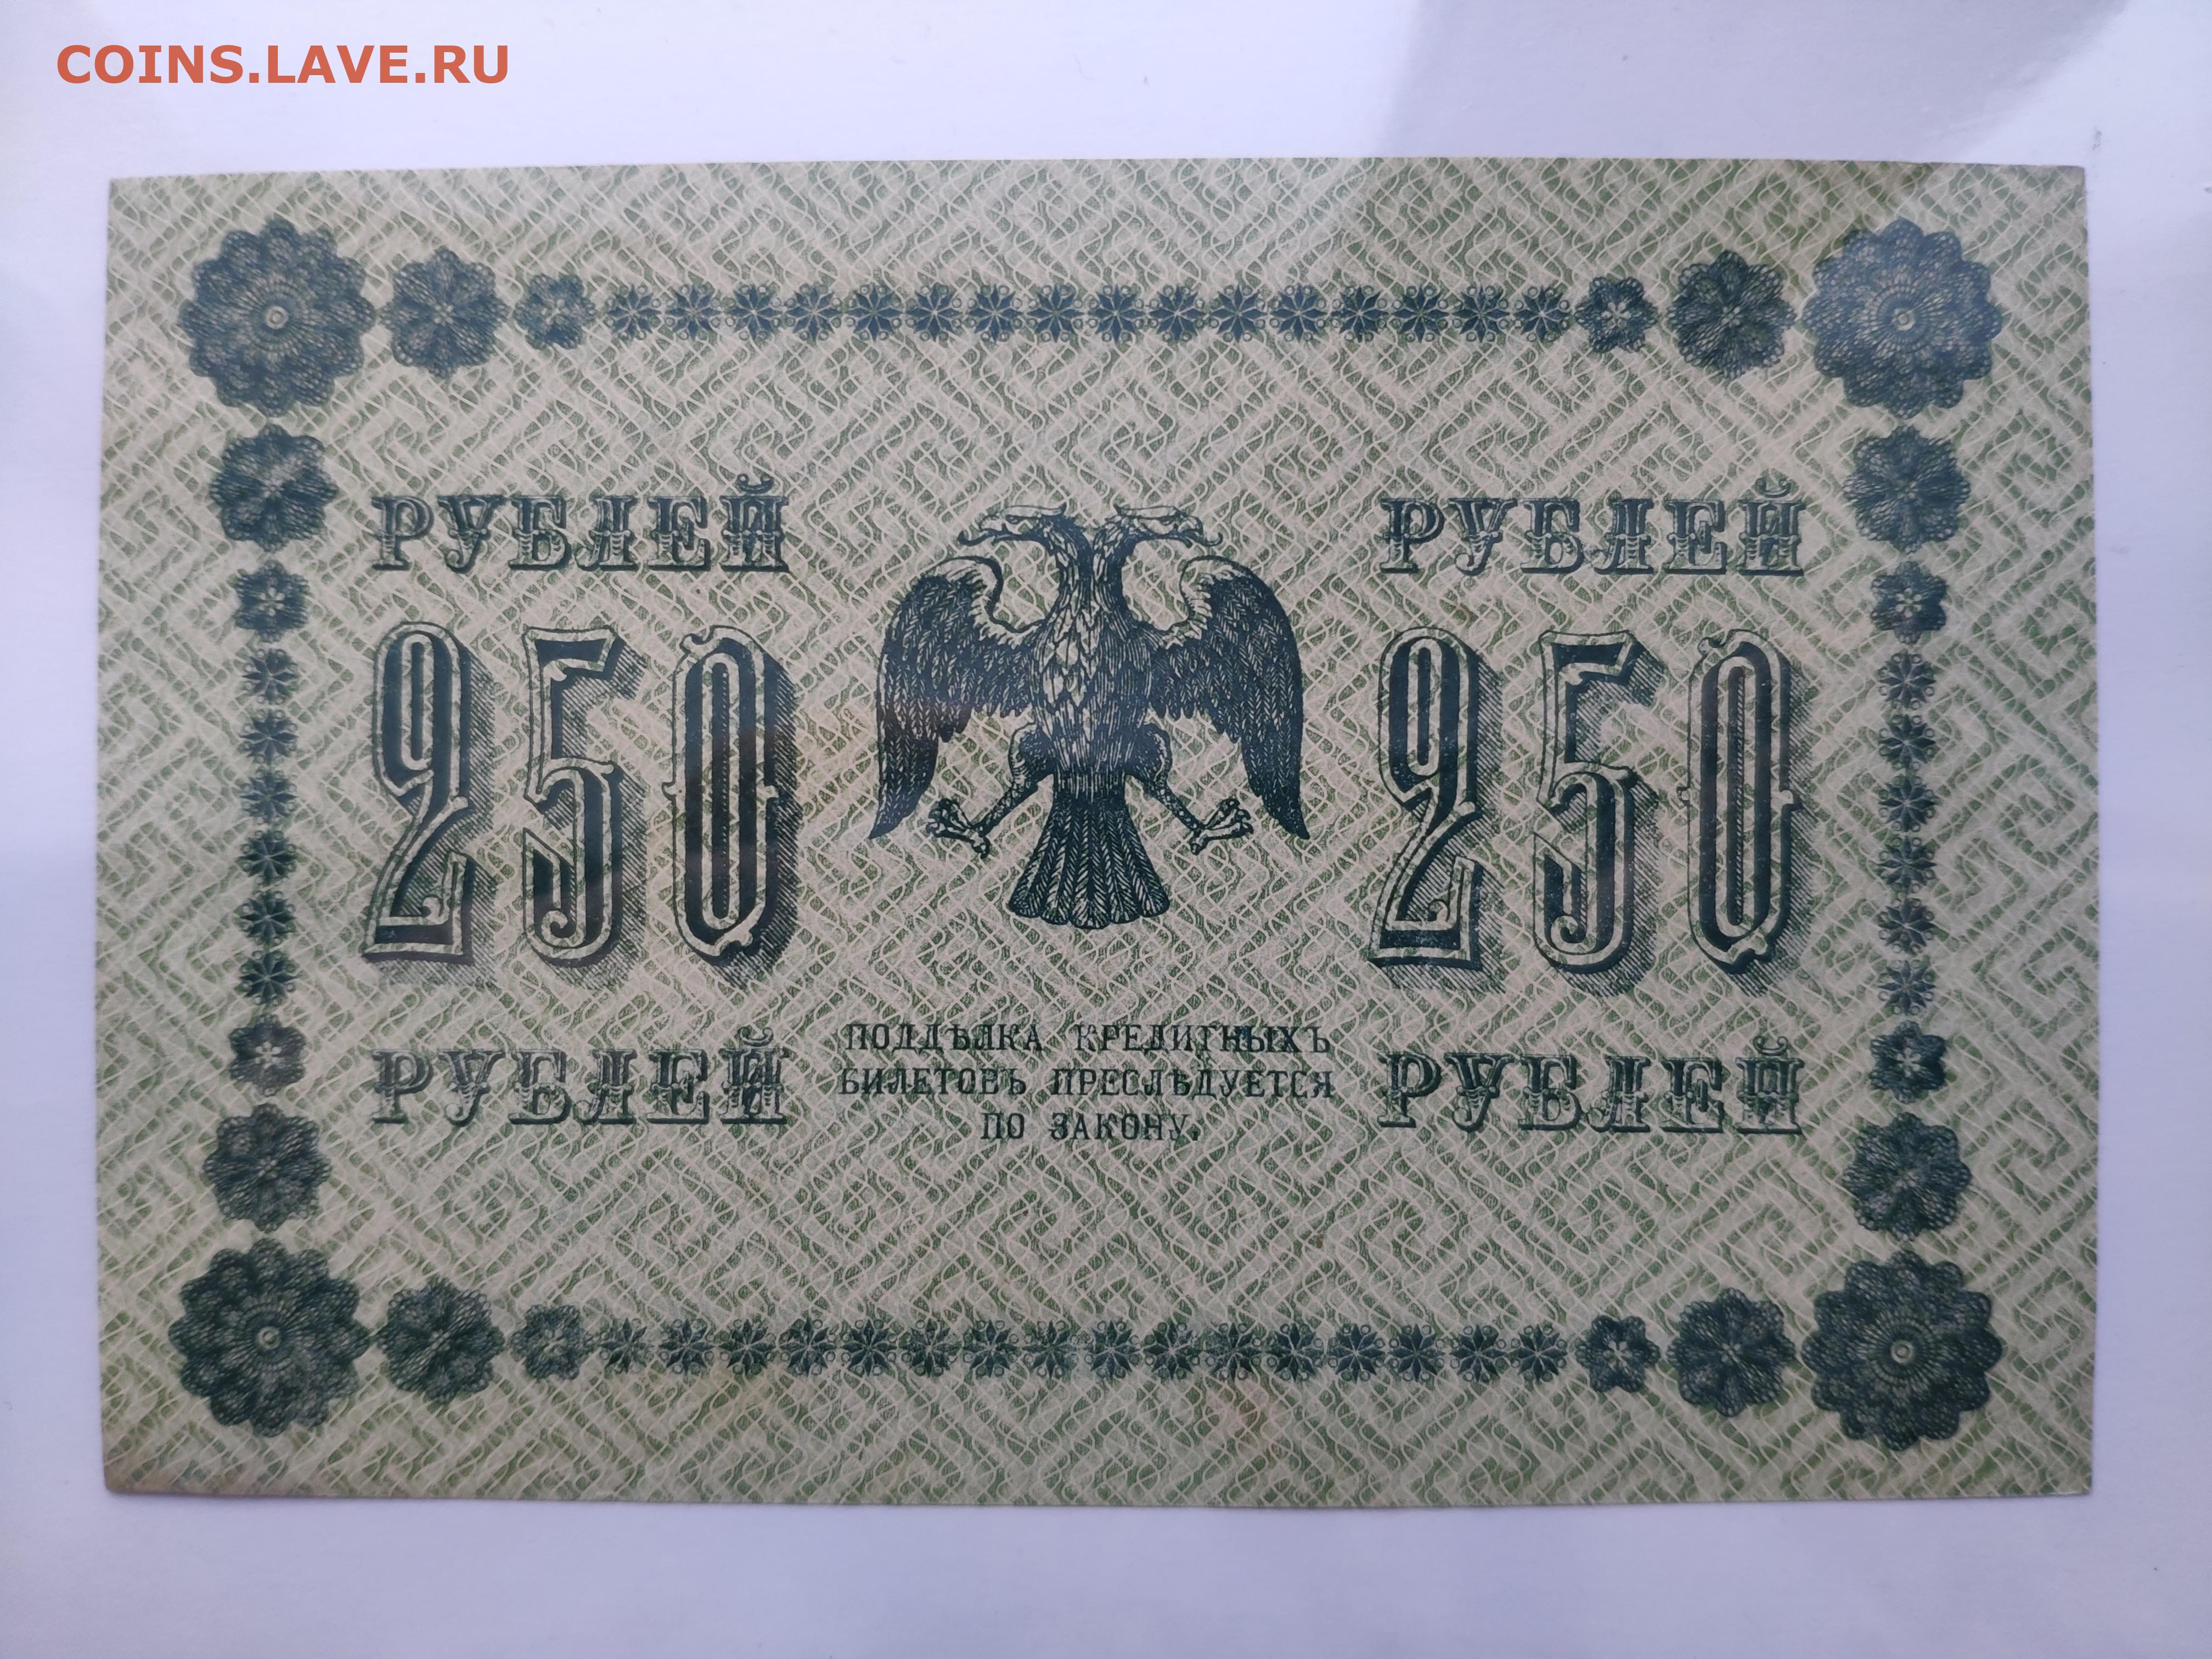 COINS.LAVE.RU
РУБЛЕЙ
250
РУБЛЕЙ
ПОДДѢЛКА КРЕДИТНЫХЪ
БИЛЕТОВЪ ПРЕСЛѢДУЕТСЯ
ПО ЗАКОНУ.
РУБЛЕЙ
250
РУБЛЕЙ